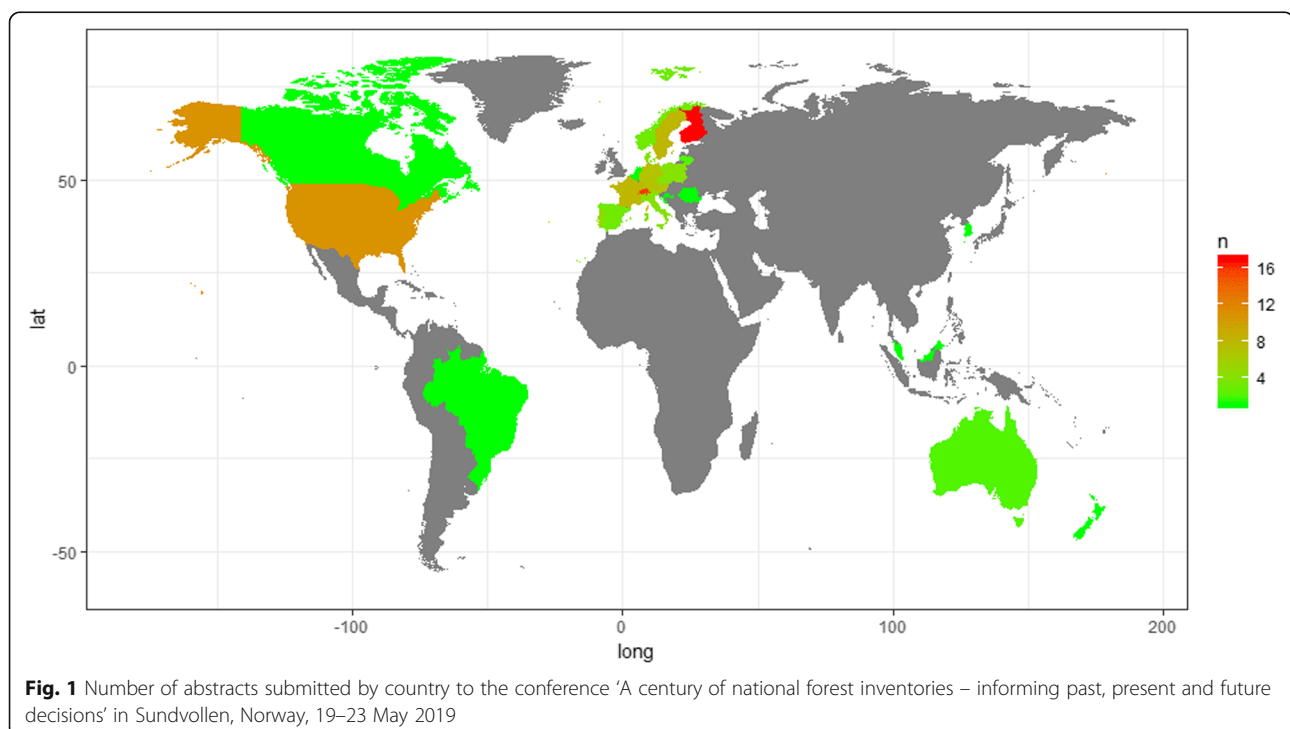 50
0
-50
lat
-100
0
100
200
long
n
16
12
8
4
Fig. 1 Number of abstracts submitted by country to the conference ‘A century of national forest inventories – informing past, present and future
decisions’ in Sundvollen, Norway, 19–23 May 2019